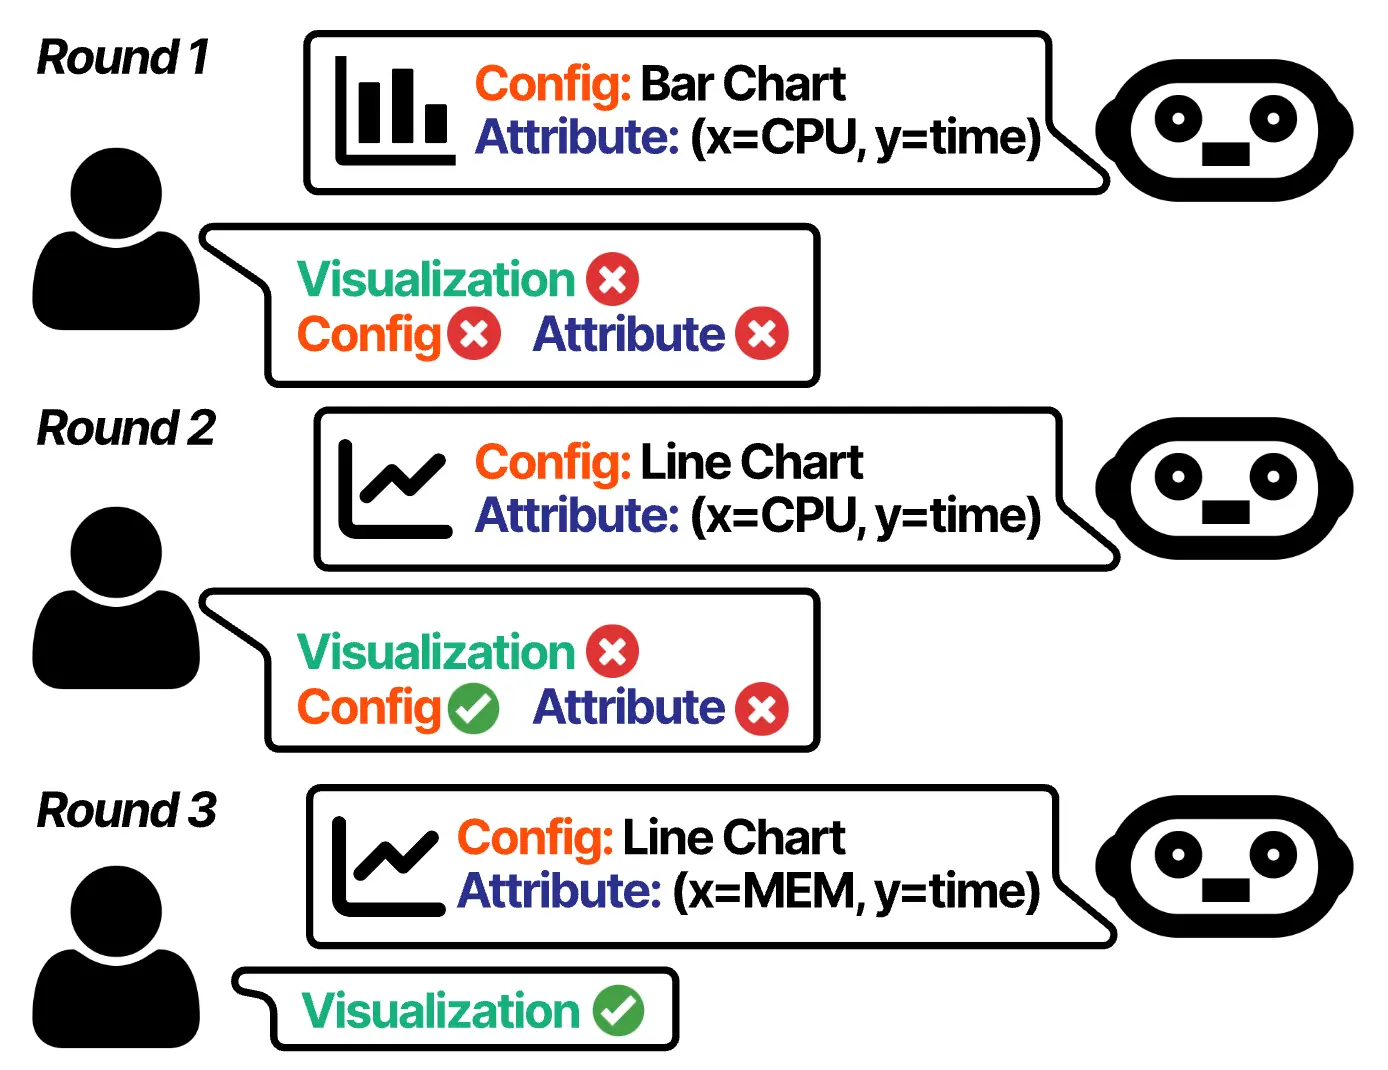 Round 1
Config: Bar Chart
Attribute: (x=CPU, y=time)
Visualization
Config Attribute
Round 2
Config: Line Chart
Attribute: (x=CPU, y=time)
Visualization
Config Attribute
Round 3
Config: Line Chart
Attribute: (x=MEM, y=time)
Visualization